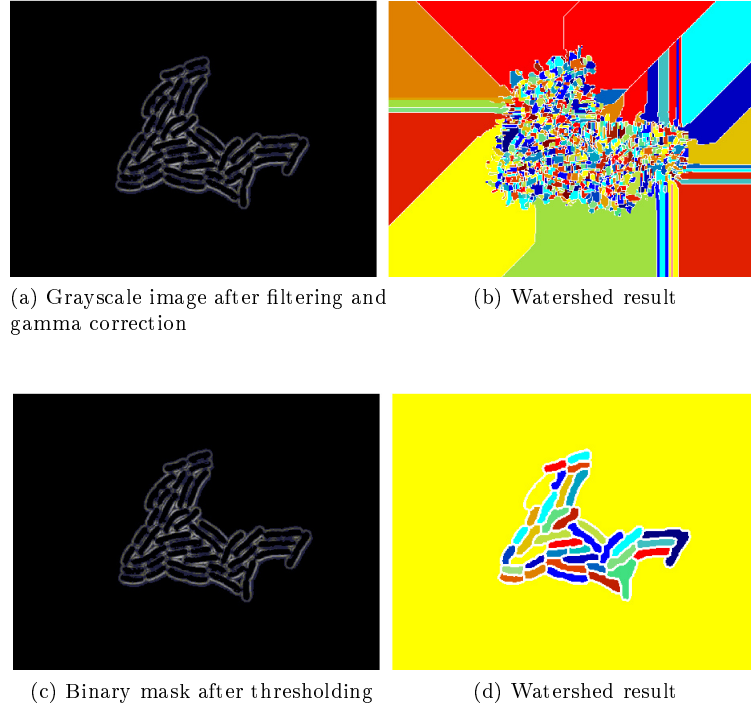 (a) Grayscale image after filtering and
gamma correction
(b) Watershed result
(c) Binary mask after thresholding
(d) Watershed result